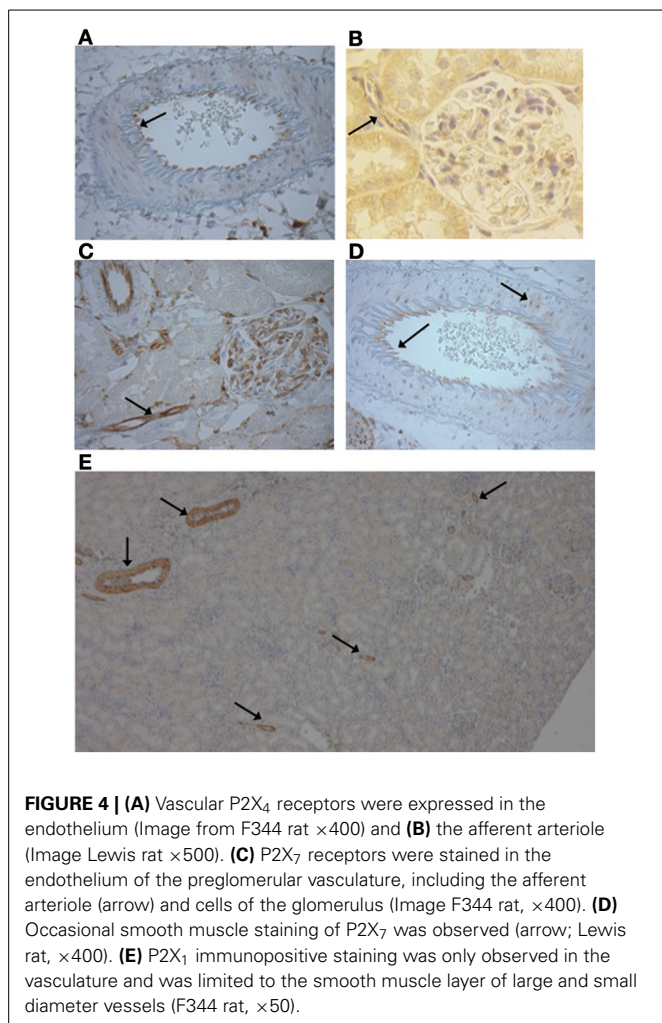 A
B
C
D
E
FIGURE 4 | (A) Vascular P2X₄ receptors were expressed in the
endothelium (Image from F344 rat ×400) and (B) the afferent arteriole
(Image Lewis rat ×500). (C) P2X₇ receptors were stained in the
endothelium of the preglomerular vasculature, including the afferent
arteriole (arrow) and cells of the glomerulus (Image F344 rat, ×400). (D)
Occasional smooth muscle staining of P2X₇ was observed (arrow; Lewis
rat, ×400). (E) P2X₁ immunopositive staining was only observed in the
vasculature and was limited to the smooth muscle layer of large and small
diameter vessels (F344 rat, ×50).